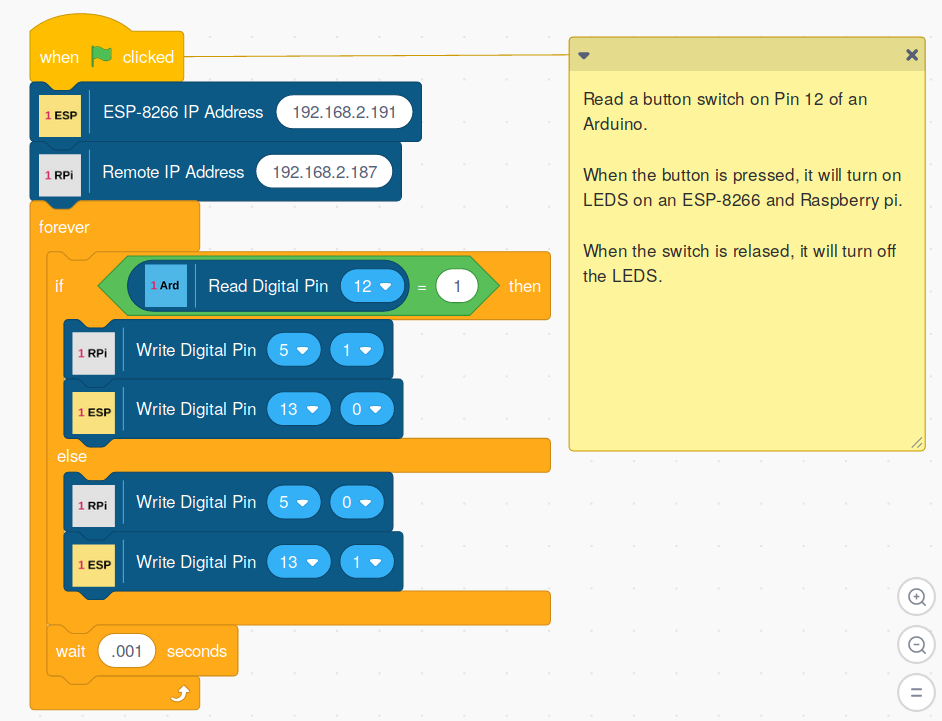 when clicked
1 ESP ESP-8266 IP Address 192.168.2.191
1 RPi Remote IP Address 192.168.2.187
forever
if 1 Ard Read Digital Pin 12 = 1 then
1 RPi Write Digital Pin 5 1
1 ESP Write Digital Pin 13 0
else
1 RPi Write Digital Pin 5 0
1 ESP Write Digital Pin 13 1
wait .001 seconds
Read a button switch on Pin 12 of an
Arduino.
When the button is pressed, it will turn on
LEDS on an ESP-8266 and Raspberry pi.
When the switch is relased, it will turn off
the LEDS.